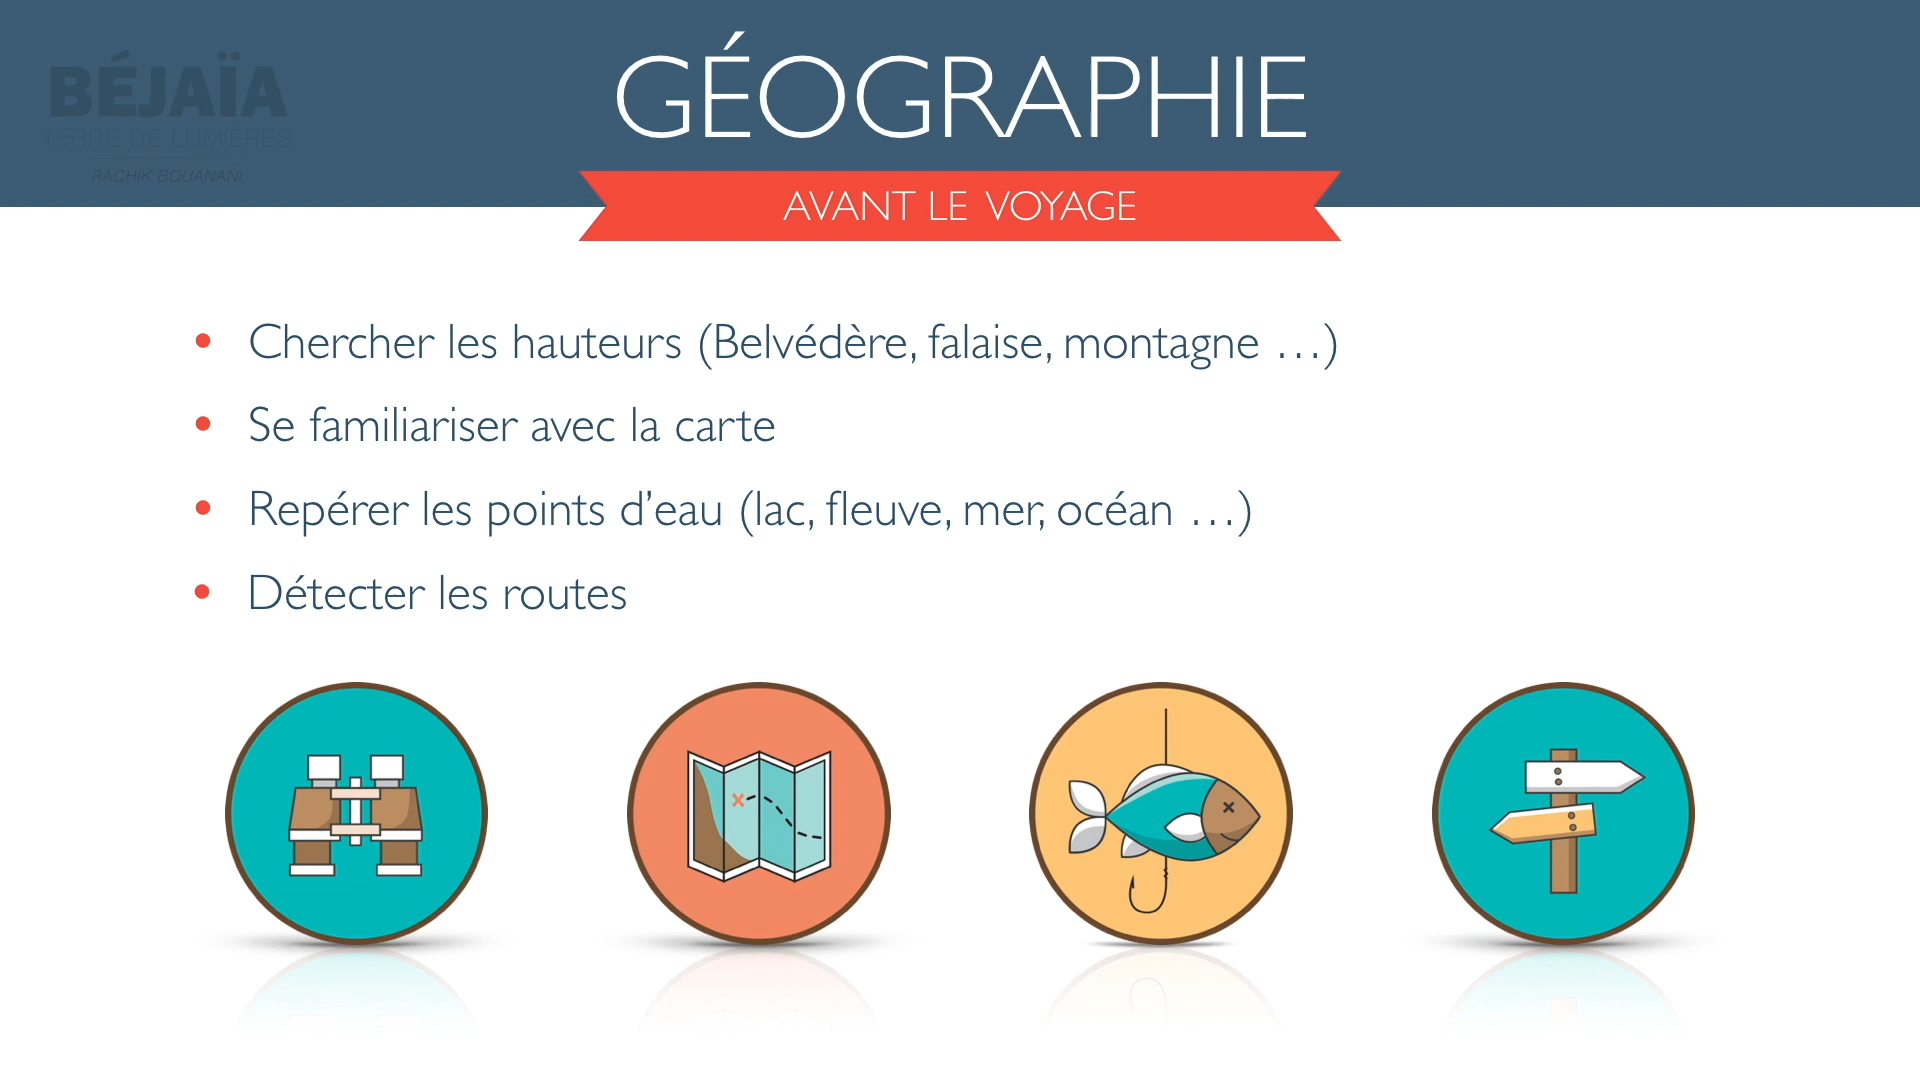 BÉJAÏA
TERRE DE LUMIÈRES
RACHIK BOUANANI
GÉOGRAPHIE
AVANT LE VOYAGE
• Chercher les hauteurs (Belvédère, falaise, montagne …)
• Se familiariser avec la carte
• Repérer les points d’eau (lac, fleuve, mer, océan …)
• Détecter les routes